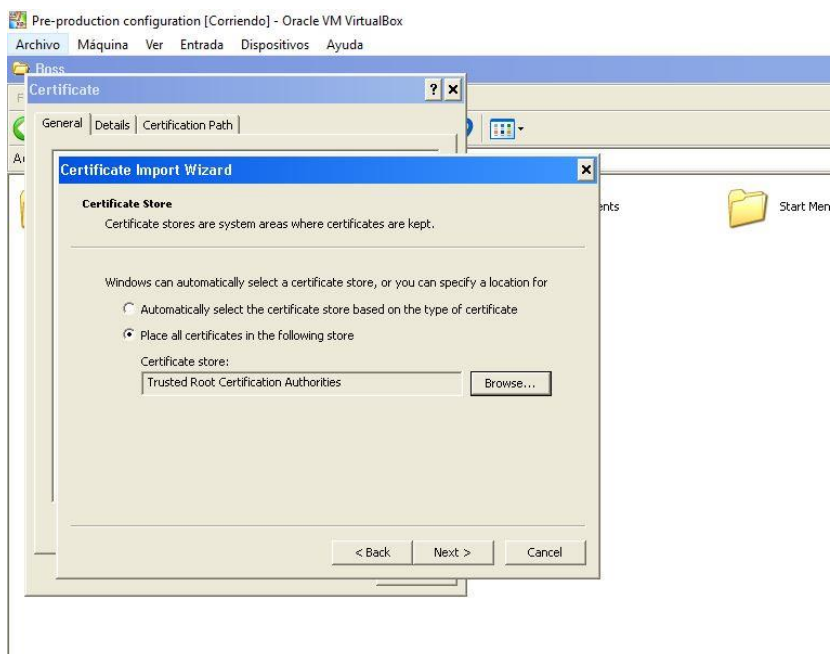 Pre-production configuration [Corriendo] - Oracle VM VirtualBox
Archivo Máquina Ver Entrada Dispositivos Ayuda
Boss
Certificate
General Details Certification Path
Certificate Import Wizard
Certificate Store
Certificate stores are system areas where certificates are kept.
Start Men
Windows can automatically select a certificate store, or you can specify a location for
Automatically select the certificate store based on the type of certificate
Place all certificates in the following store
Certificate store:
Trusted Root Certification Authorities Browse...
< Back Next > Cancel